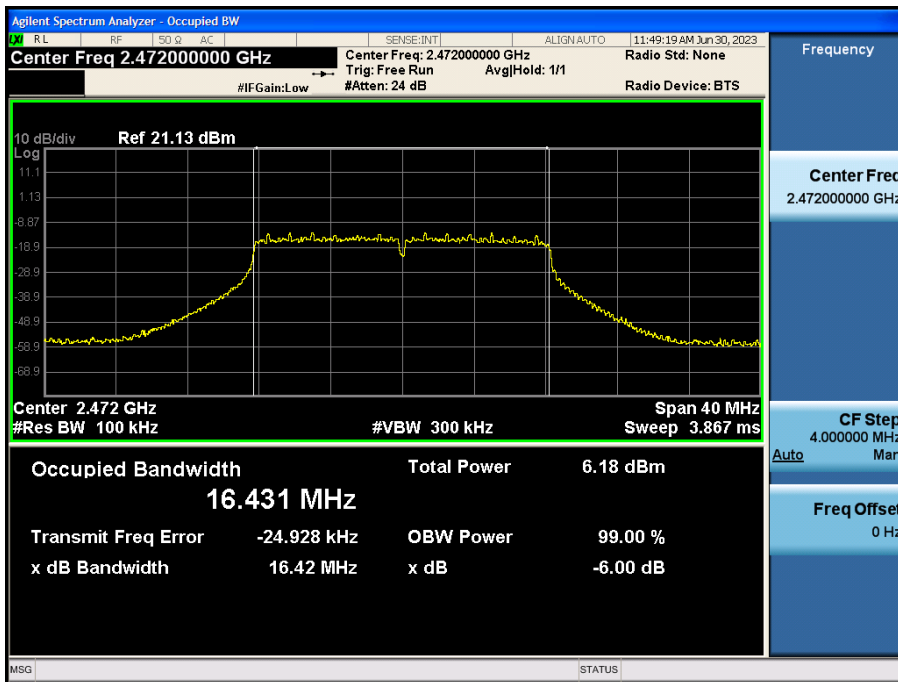 Agilent Spectrum Analyzer - Occupied BW
LXI RL RF 50 Ω AC SENSE:INT ALIGN AUTO 11:49:19 AM Jun 30, 2023
Center Freq 2.472000000 GHz
Center Freq: 2.472000000 GHz
Radio Std: None
Trig: Free Run Avg|Hold: 1/1
#IFGain:Low
#Atten: 24 dB
Radio Device: BTS
10 dB/div
Log
Ref 21.13 dBm
11.1
1.13
-8.87
-18.9
-28.9
-38.9
-48.9
-58.9
-68.9
Center 2.472 GHz
Span 40 MHz
#Res BW 100 kHz
#VBW 300 kHz
Sweep 3.867 ms
Occupied Bandwidth
16.431 MHz
Total Power 6.18 dBm
Transmit Freq Error -24.928 kHz
OBW Power 99.00 %
x dB Bandwidth 16.42 MHz
x dB -6.00 dB
MSG
STATUS
Frequency
Center Freq
2.472000000 GHz
CF Step
4.000000 MHz
Auto Man
Freq Offset
0 Hz